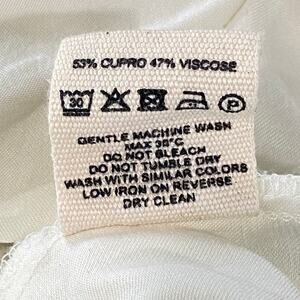 53% CUPRO 47% VISCOSE
30 P
GENTLE MACHINE WASH
MAX 30°C
DO NOT BLEACH
DO NOT TUMBLE DRY
WASH WITH SIMILAR COLORS
LOW IRON ON REVERSE
DRY CLEAN